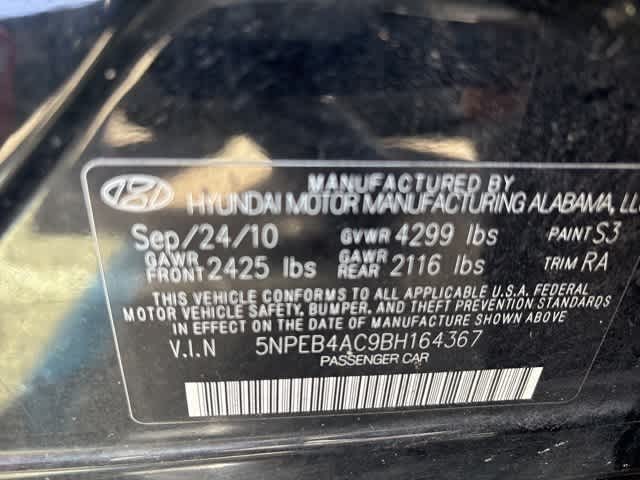 MANUFACTURED BY
HYUNDAI MOTOR MANUFACTURING ALABAMA, LL
Sep/24/10 GVWR 4299 lbs PAINT S3
GAWR FRONT 2425 lbs GAWR REAR 2116 lbs TRIM RA
THIS VEHICLE CONFORMS TO ALL APPLICABLE U.S.A. FEDERAL
MOTOR VEHICLE SAFETY, BUMPER, AND THEFT PREVENTION STANDARDS
IN EFFECT ON THE DATE OF MANUFACTURE SHOWN ABOVE
V.I.N 5NPEB4AC9BH164367
PASSENGER CAR